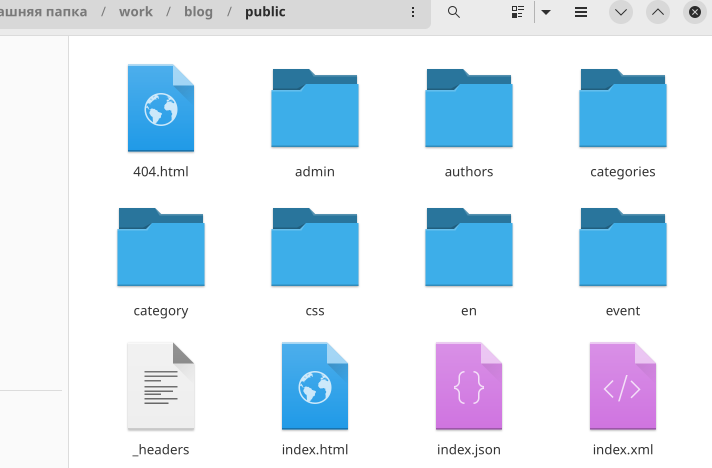 папка / work / blog / public
404.html admin authors categories
category css en event
_headers index.html index.json index.xml